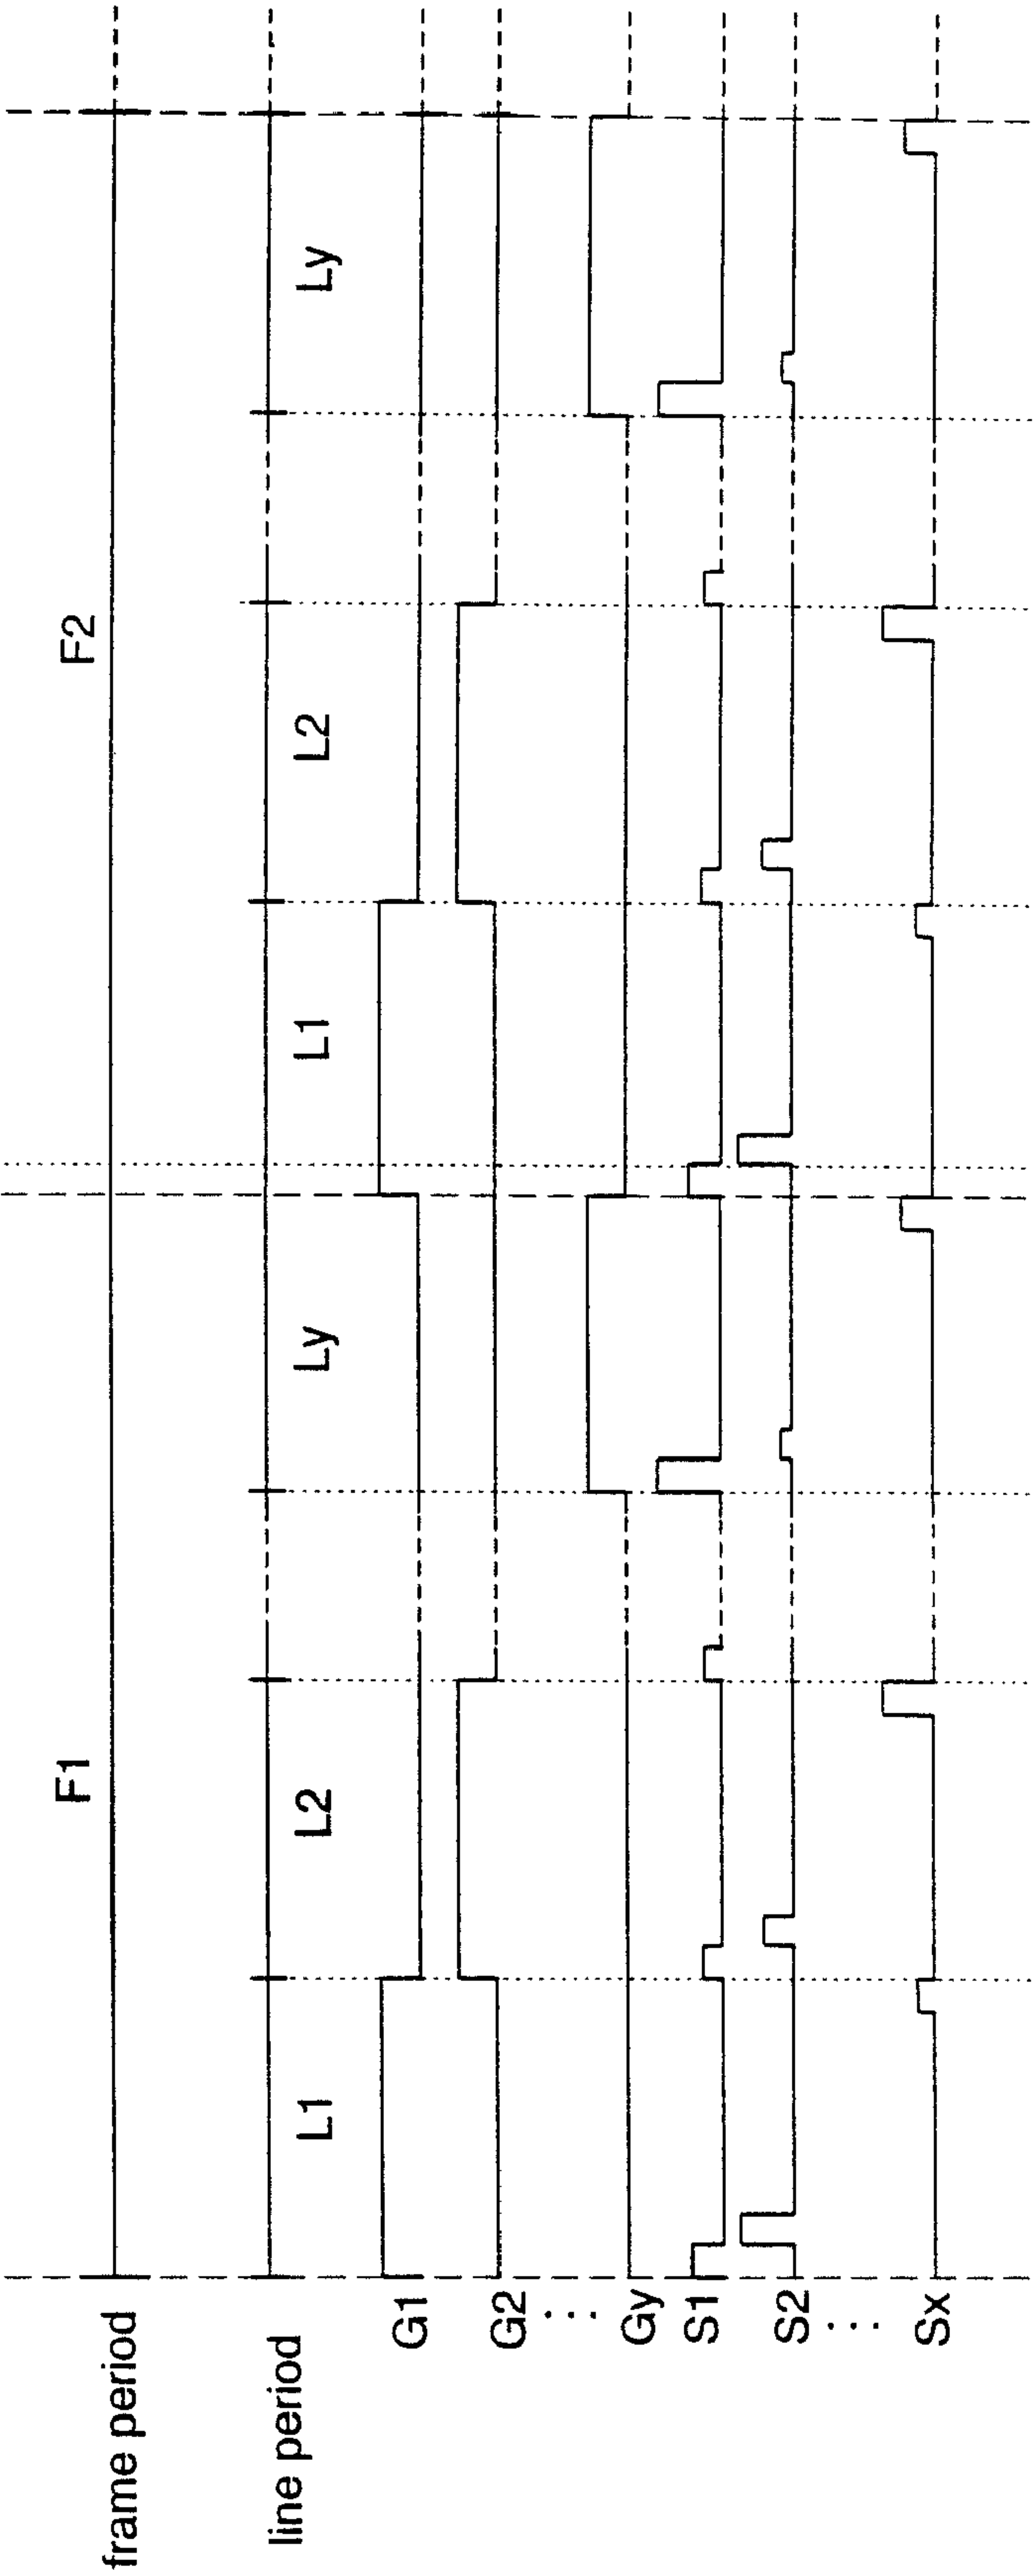 frame period
F1
F2
line period
L1
L2
Ly
L1
L2
Ly
G1
G2
⋮
Gy
S1
S2
⋮
Sx